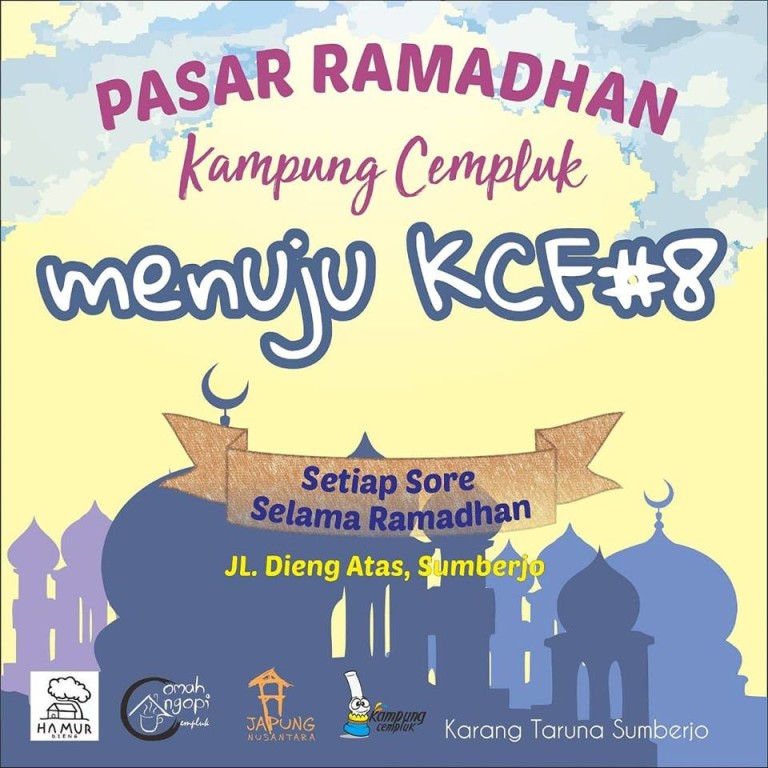 PASAR RAMADHAN
Kampung Cempluk
menuju KCF#8
Setiap Sore
Selama Ramadhan
JL. Dieng Atas, Sumberjo
HAMUR
DIENG
omah
ngopi
cempluk
JAPUNG
NUSANTARA
Kampung
cempluk
Karang Taruna Sumberjo